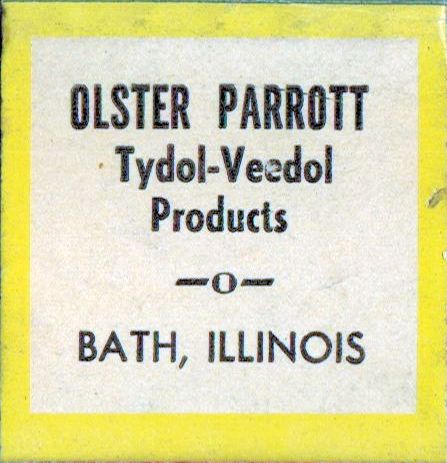 OLSTER PARROTT
Tydol-Veedol
Products
—O—
BATH, ILLINOIS